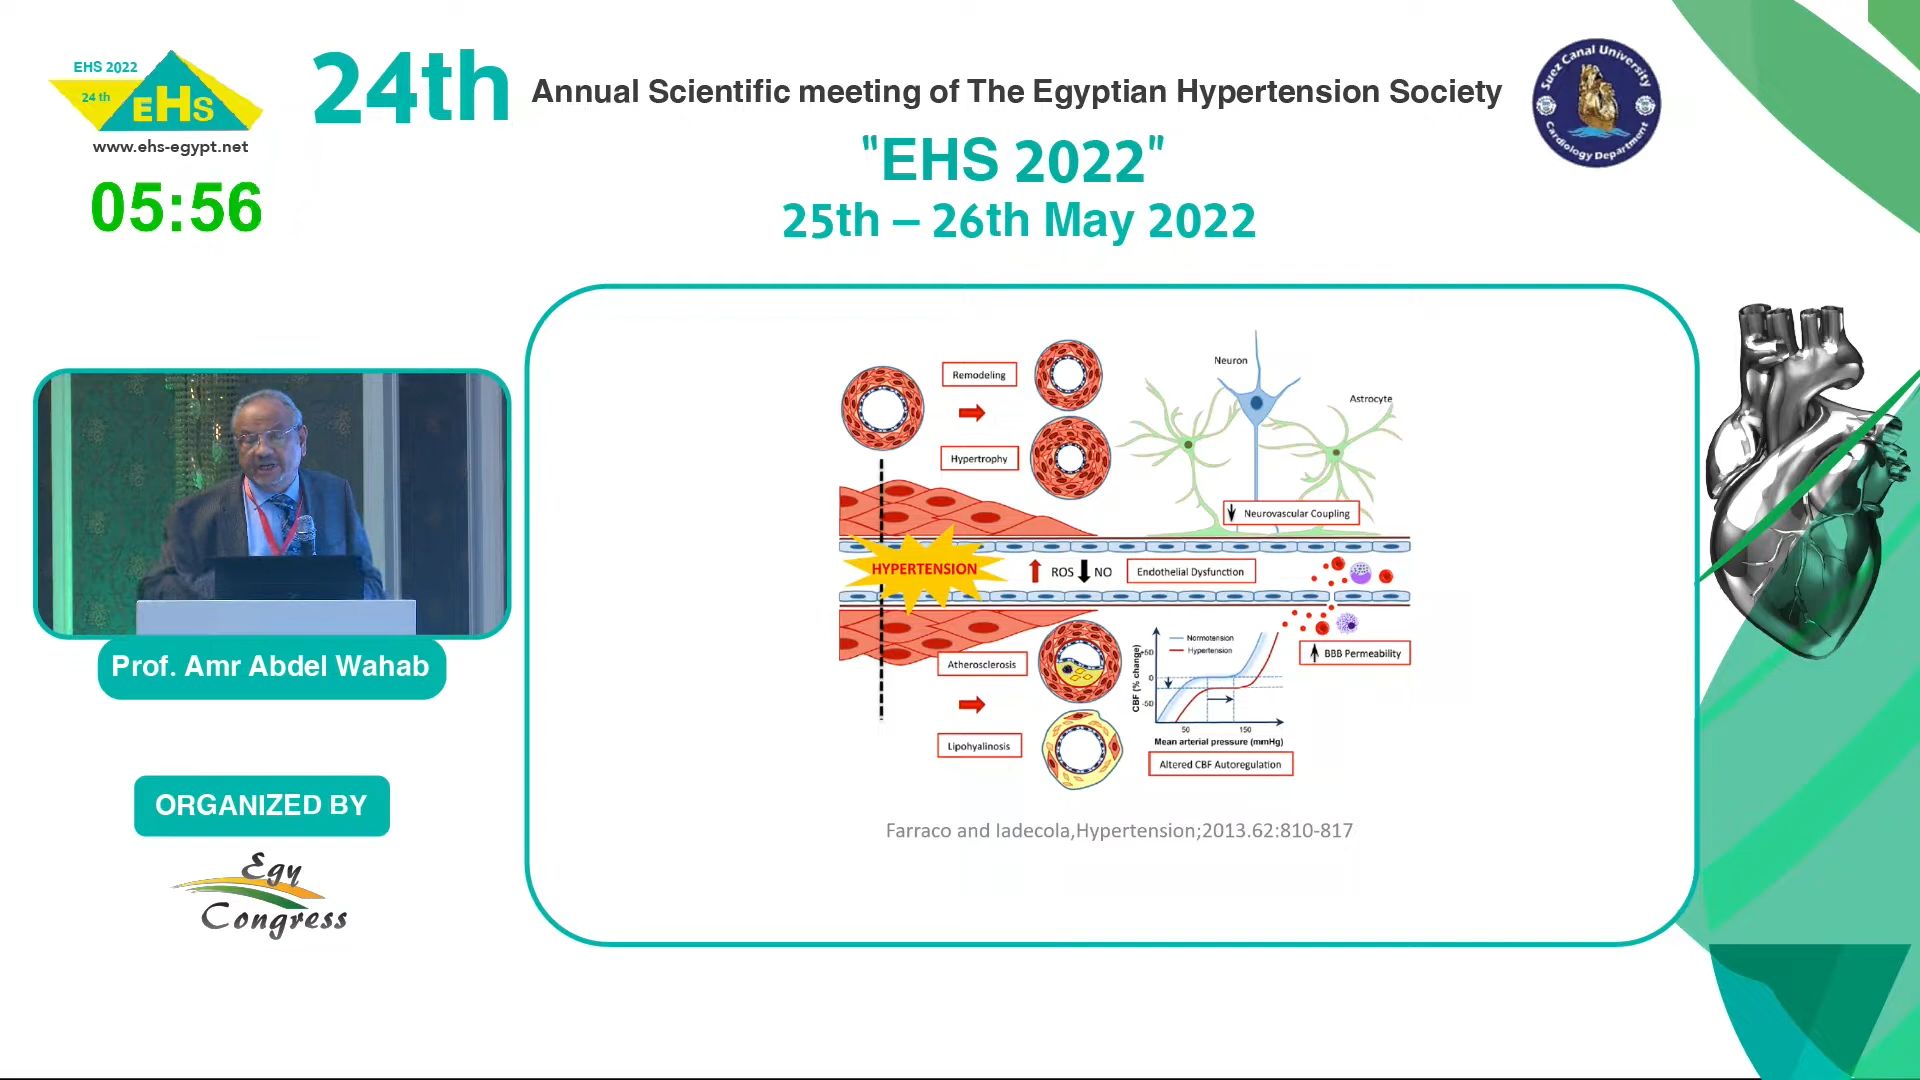 EHS 2022
24 th
EHS
www.ehs-egypt.net
05:56
24th Annual Scientific meeting of The Egyptian Hypertension Society
"EHS 2022"
25th – 26th May 2022
Suez Canal University
Cardiology Department
Prof. Amr Abdel Wahab
ORGANIZED BY
Egy
Congress
Remodeling
Hypertrophy
Neuron
Astrocyte
Neurovascular Coupling
HYPERTENSION
ROS
NO
Endothelial Dysfunction
BBB Permeability
Atherosclerosis
Lipohyalinosis
Normotension
Hypertension
CBF (% change)
+50
0
-50
50
150
Mean arterial pressure (mmHg)
Altered CBF Autoregulation
Farraco and Iadecola,Hypertension;2013.62:810-817